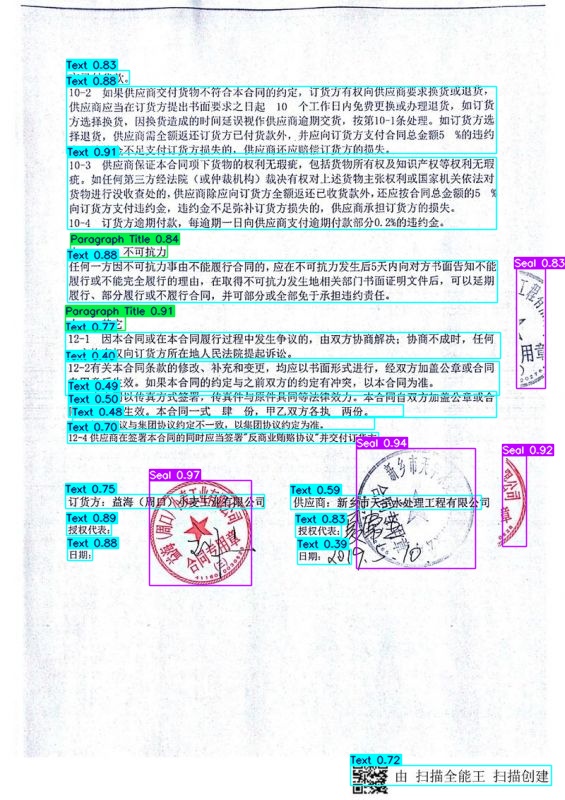 Text 0.83
Text 0.88
10-2 如果供应商交付货物不符合本合同的约定，订货方有权向供应商要求换货或退货，
供应商应当在订货方提出书面要求之日起 10 个工作日内免费更换或办理退货，如订货
方选择换货，因换货造成的时间延误视作供应商逾期交货，按第10-1条处理。如订货方选
择退货，供应商需全额返还订货方已付货款外，并应向订货方支付合同总金额5 %的违约
Text 0.91
不足支付订货方损失的，供应商还应赔偿订货方的损失。
10-3 供应商保证本合同项下货物的权利无瑕疵，包括货物所有权及知识产权等权利无瑕
疵，如任何第三方经法院（或仲裁机构）裁决有权对上述货物主张权利或国家机关依法对
货物进行没收查处的，供应商除应向订货方全额返还已收货款外，还应按合同总金额的5 %
向订货方支付违约金，违约金不足弥补订货方损失的，供应商承担订货方的损失。
10-4 订货方逾期付款，每逾期一日向供应商支付逾期付款部分0.2%的违约金。
Paragraph Title 0.84
Text 0.88
不可抗力
Seal 0.83
任何一方因不可抗力事由不能履行合同的，应在不可抗力发生后5天内向对方书面告知不能
履行或不能完全履行的理由，在取得不可抗力发生地相关部门书面证明文件后，可以延期
履行、部分履行或不履行合同，并可部分或全部免于承担违约责任。
Paragraph Title 0.91
Text 0.77
12-1 因本合同或在本合同履行过程中发生争议的，由双方协商解决；协商不成时，任何
Text 0.40
权向订货方所在地人民法院提起诉讼。
用章
12-2有关本合同条款的修改、补充和变更，均应以书面形式进行，经双方加盖公章或合同
Text 0.49
生效。如果本合同的约定与之前双方的约定有冲突，以本合同为准。
Text 0.50
以传真方式签署，传真件与原件具同等法律效力。本合同自双方加盖公章或合
Text 0.48
生效。本合同一式 肆 份，甲乙双方各执 两份。
Text 0.70
议与集团协议约定不一致，以集团协议约定为准。
12-4 供应商在签署本合同的同时应当签署"反商业贿赂协议"并交付订货方
Seal 0.94
Seal 0.92
Seal 0.97
Text 0.75
Text 0.59
订货方：益海（周口）小麦工业有限公司
供应商：新乡市天 水处理工程有限公司
Text 0.89
Text 0.83
授权代表：
授权代表：
Text 0.88
Text 0.39
日期：
日期：2019.5.10
合同专用章
Text 0.72
由 扫描全能王 扫描创建